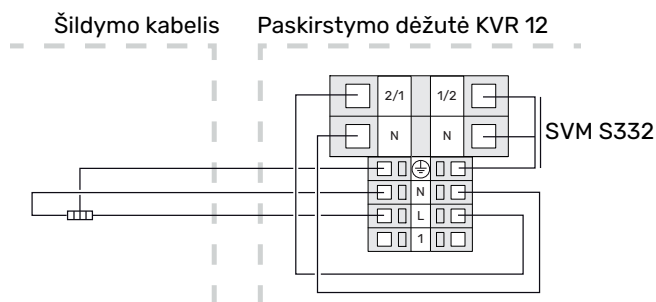 Šildymo kabelis
Paskirstymo dėžutė KVR 12
2/1 1/2
N N
SVM S332
N
L
1